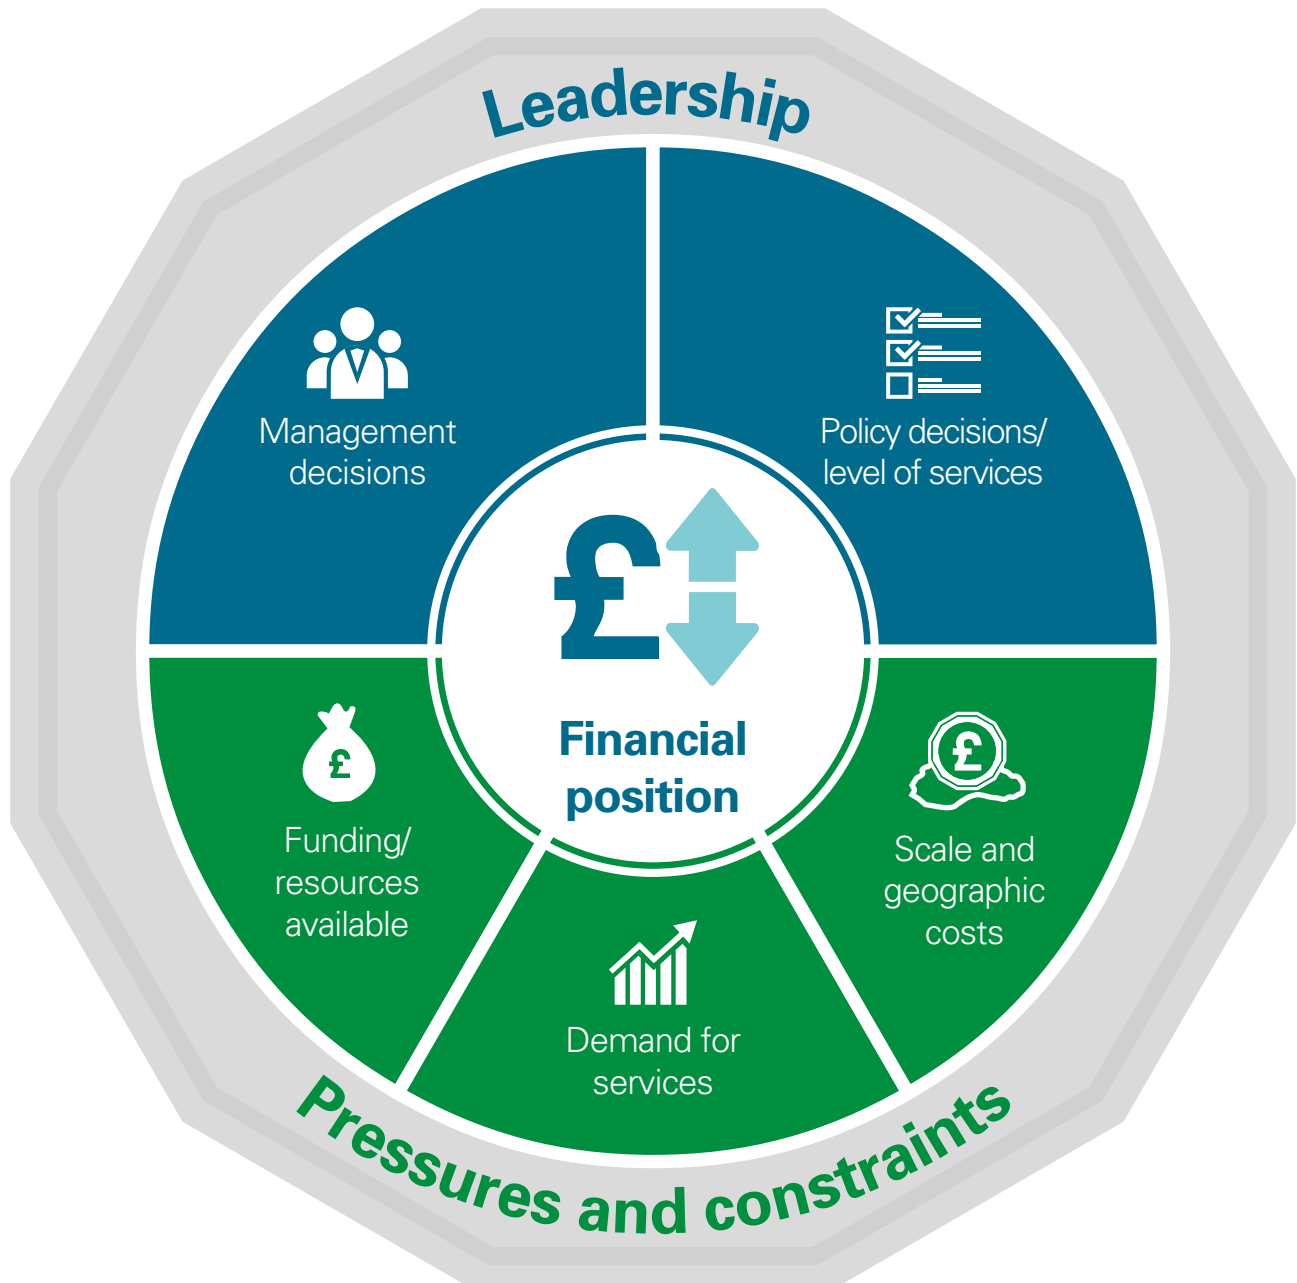 Leadership
Management
decisions
Policy decisions/
level of services
£
Financial
position
£
Funding/
resources
available
£
Scale and
geographic
costs
Demand for
services
Pressures and constraints